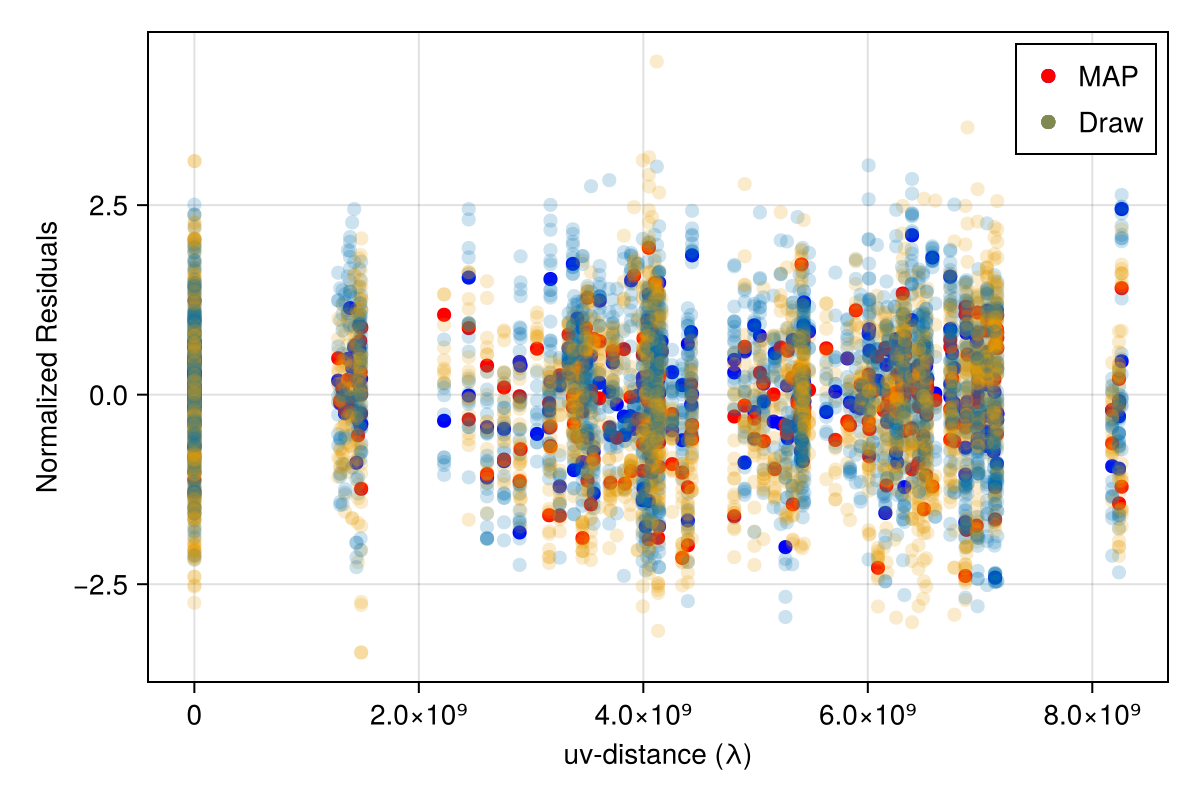 MAP
Draw
Normalized Residuals
2.5
0.0
−2.5
0
2.0×10⁹
4.0×10⁹
6.0×10⁹
8.0×10⁹
uv-distance (λ)